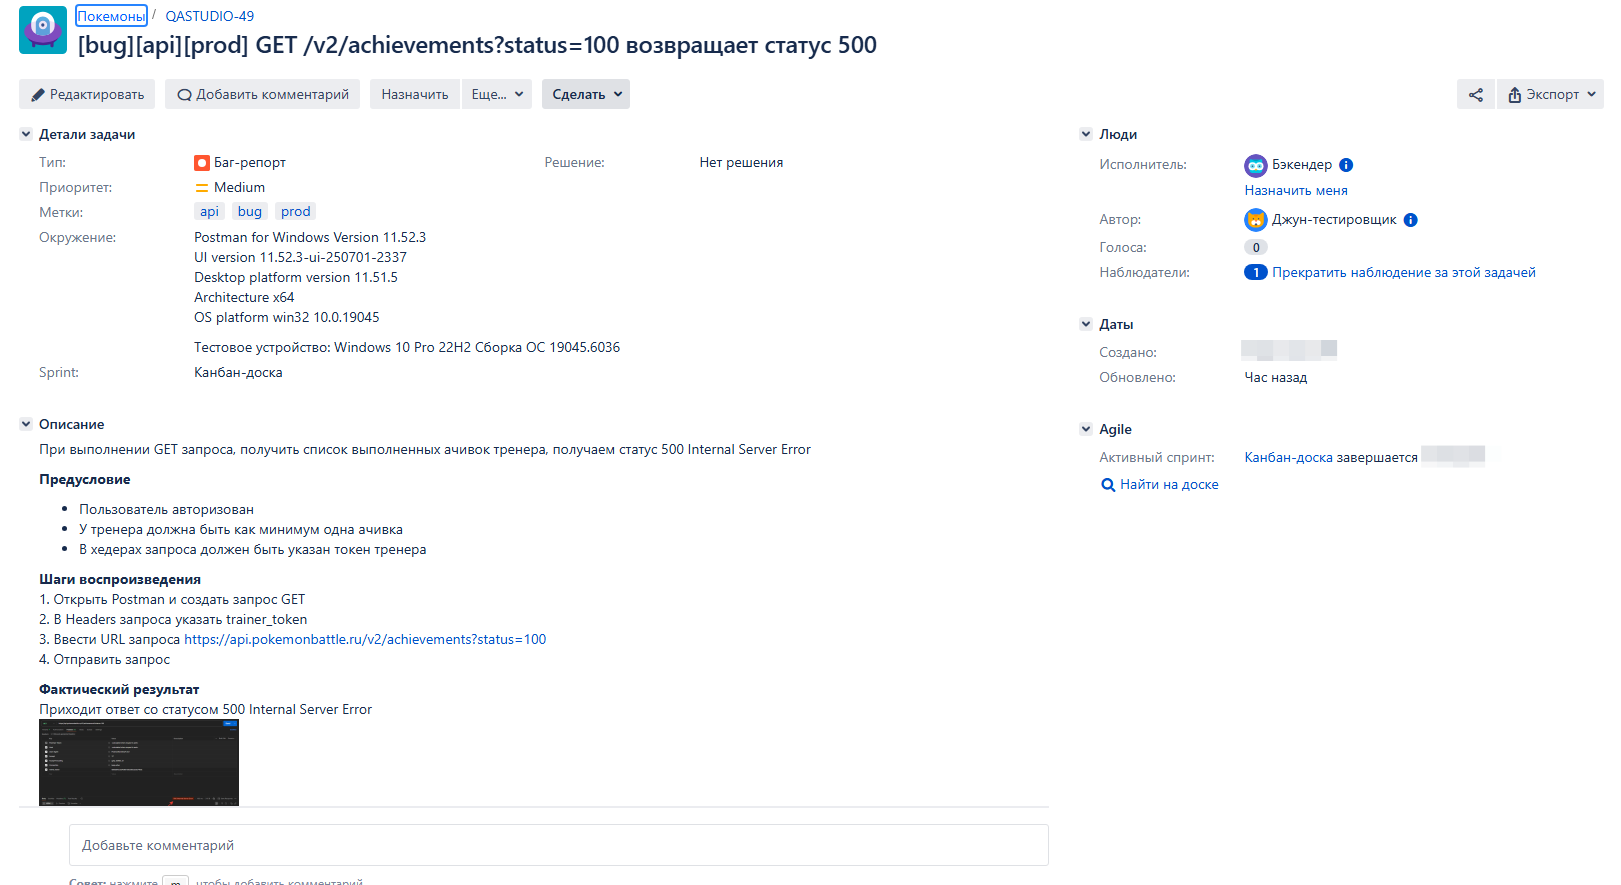 Покемоны / QASTUDIO-49
[bug][api][prod] GET /v2/achievements?status=100 возвращает статус 500
Редактировать Добавить комментарий Назначить Еще... Сделать Экспорт
Детали задачи
Тип: Баг-репорт Решение: Нет решения
Приоритет: Medium
Метки: api bug prod
Окружение: Postman for Windows Version 11.52.3
UI version 11.52.3-ui-250701-2337
Desktop platform version 11.51.5
Architecture x64
OS platform win32 10.0.19045
Тестовое устройство: Windows 10 Pro 22H2 Сборка ОС 19045.6036
Sprint: Канбан-доска
Описание
При выполнении GET запроса, получить список выполненных ачивок тренера, получаем статус 500 Internal Server Error
Предусловие
• Пользователь авторизован
• У тренера должна быть как минимум одна ачивка
• В хедерах запроса должен быть указан токен тренера
Шаги воспроизведения
1. Открыть Postman и создать запрос GET
2. В Headers запроса указать trainer_token
3. Ввести URL запроса https://api.pokemonbattle.ru/v2/achievements?status=100
4. Отправить запрос
Фактический результат
Приходит ответ со статусом 500 Internal Server Error
Добавьте комментарий
Совет: нажмите m чтобы добавить комментарий
Люди
Исполнитель: Бэкендер
Назначить меня
Автор: Джун-тестировщик
Голоса: 0
Наблюдатели: 1 Прекратить наблюдение за этой задачей
Даты
Создано:
Обновлено: Час назад
Agile
Активный спринт: Канбан-доска завершается
Найти на доске